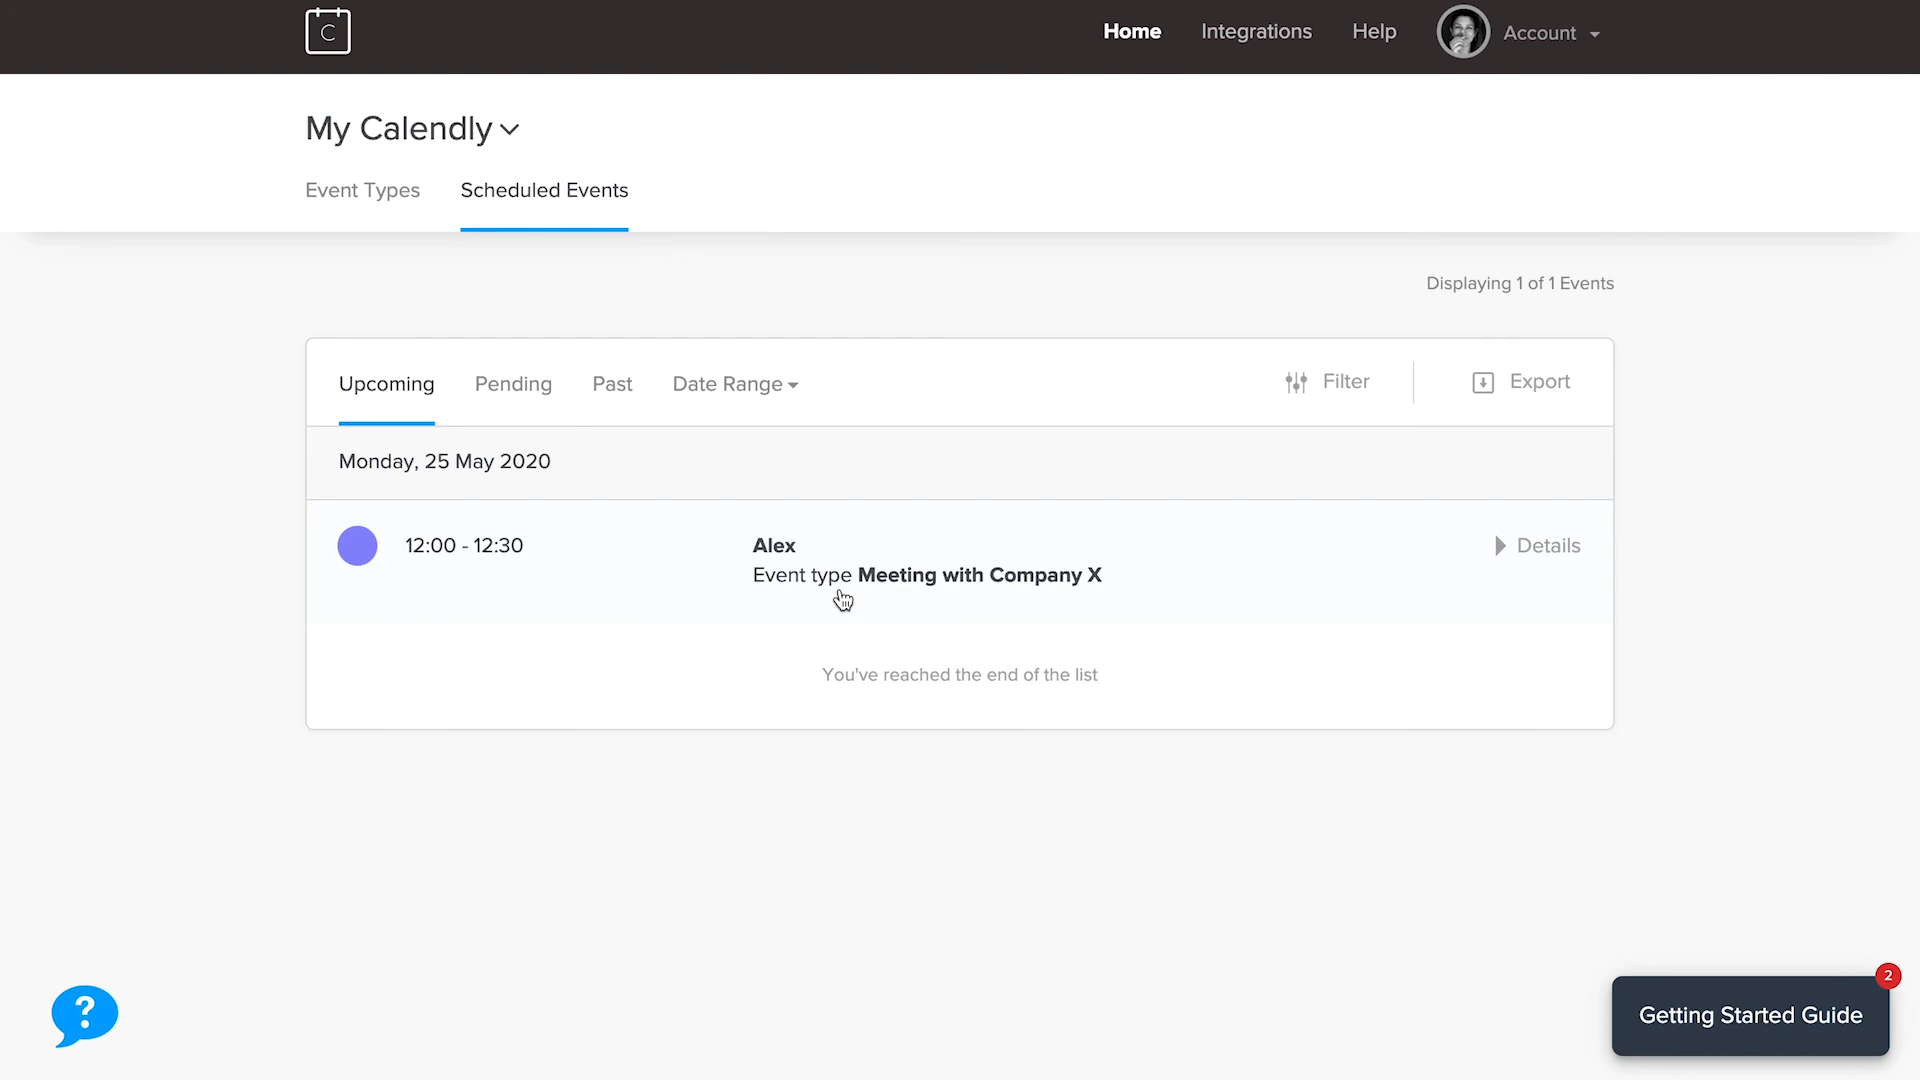 C
Home Integrations Help Account
My Calendly
Event Types Scheduled Events
Displaying 1 of 1 Events
Upcoming Pending Past Date Range Filter Export
Monday, 25 May 2020
12:00 - 12:30 Alex Details
Event type Meeting with Company X
You've reached the end of the list
2
? Getting Started Guide